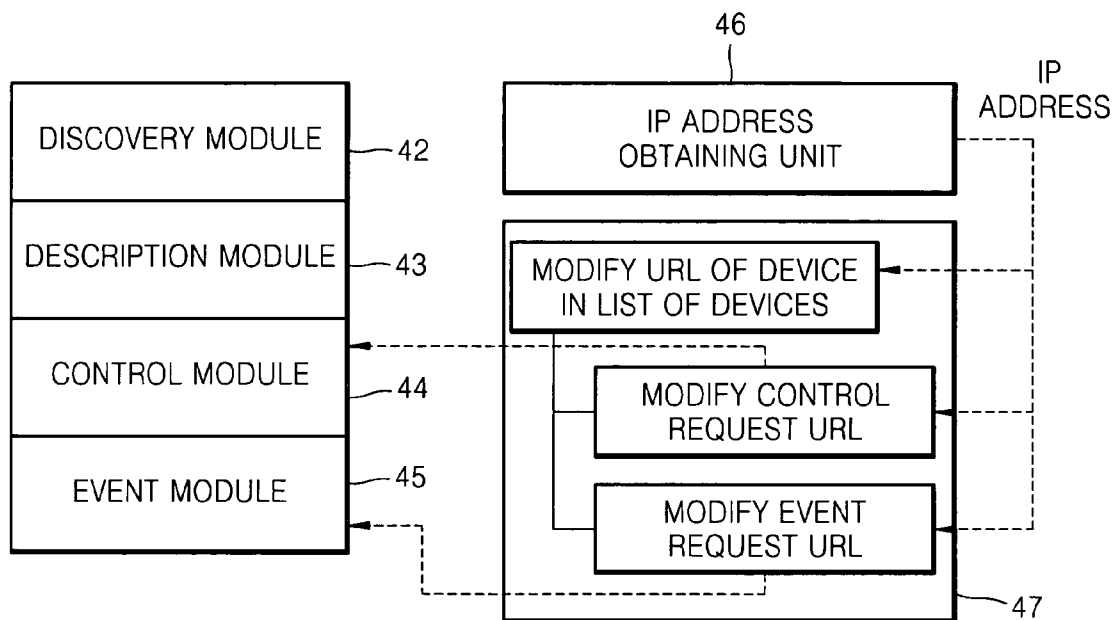 46
IP
ADDRESS
DISCOVERY MODULE
42
IP ADDRESS
OBTAINING UNIT
DESCRIPTION MODULE
43
MODIFY URL OF DEVICE
IN LIST OF DEVICES
CONTROL MODULE
44
MODIFY CONTROL
REQUEST URL
EVENT MODULE
45
MODIFY EVENT
REQUEST URL
47